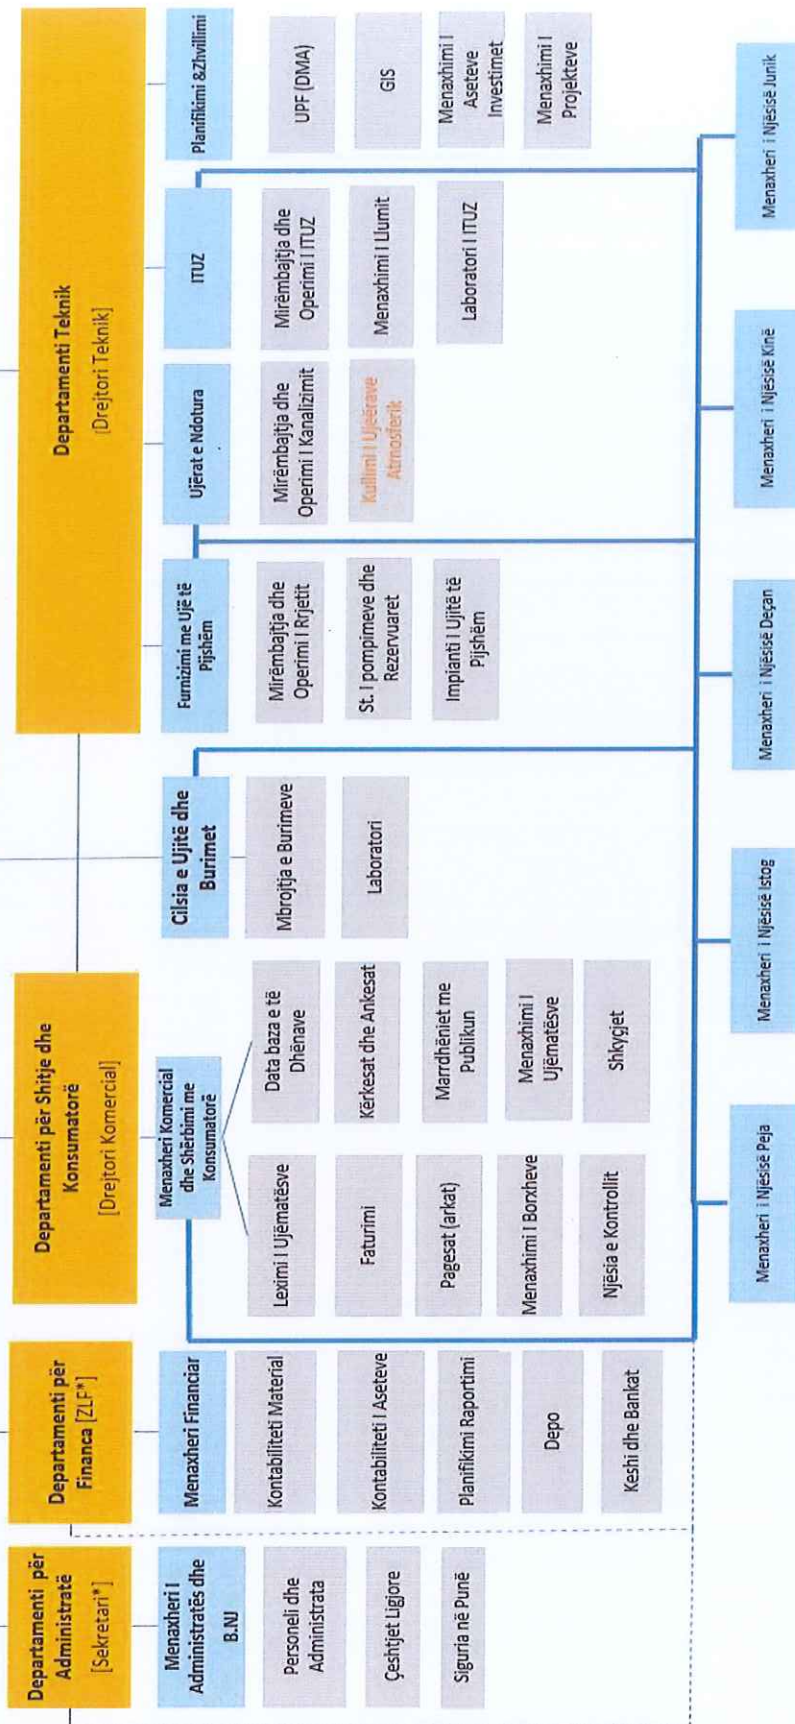 Departamenti për
Administratë
[Sekretari*]
Menaxheri I
Administratës dhe
B.NJ
Personeli dhe
Administrata
Çeshtjet Ligjore
Siguria në Punë
Departamenti për
Financa [ZLF*]
Menaxheri Financiar
Kontabiliteti Material
Kontabiliteti I Aseteve
Planifikimi Raportimi
Depo
Keshi dhe Bankat
Departamenti për Shitje dhe
Konsumatorë
[Drejtori Komercial]
Menaxheri Komercial
dhe Shërbimi me
Konsumatorë
Leximi I Ujëmatësve
Faturimi
Pagesat (arkat)
Menaxhimi I Borxheve
Njësia e Kontrollit
Data baza e të
Dhënave
Kërkesat dhe Ankesat
Marrdhëniet me
Publikun
Menaxhimi I
Ujëmatësve
Shkyçjet
Cilsia e Ujitë dhe
Burimet
Mbrojtja e Burimeve
Laboratori
Departamenti Teknik
[Drejtori Teknik]
Furnizimi me Ujë të
Pijshëm
Mirëmbajtja dhe
Operimi I Rrjetit
St. I pompimeve dhe
Rezervuaret
Impianti I Ujitë të
Pijshëm
Ujërat e Ndotura
Mirëmbajtja dhe
Operimi I Kanalizimit
Kullimi I Ujeërave
Atmosferik
ITUZ
Mirëmbajtja dhe
Operimi I ITUZ
Menaxhimi I Llumit
Laboratori I ITUZ
Planifikimi &Zhvillimi
UPF (DMA)
GIS
Menaxhimi I
Aseteve
Investimet
Menaxhimi I
Projekteve
Menaxheri i Njësisë Peja
Menaxheri i Njësisë Istog
Menaxheri i Njësisë Deçan
Menaxheri i Njësisë Kinë
Menaxheri i Njësisë Junik